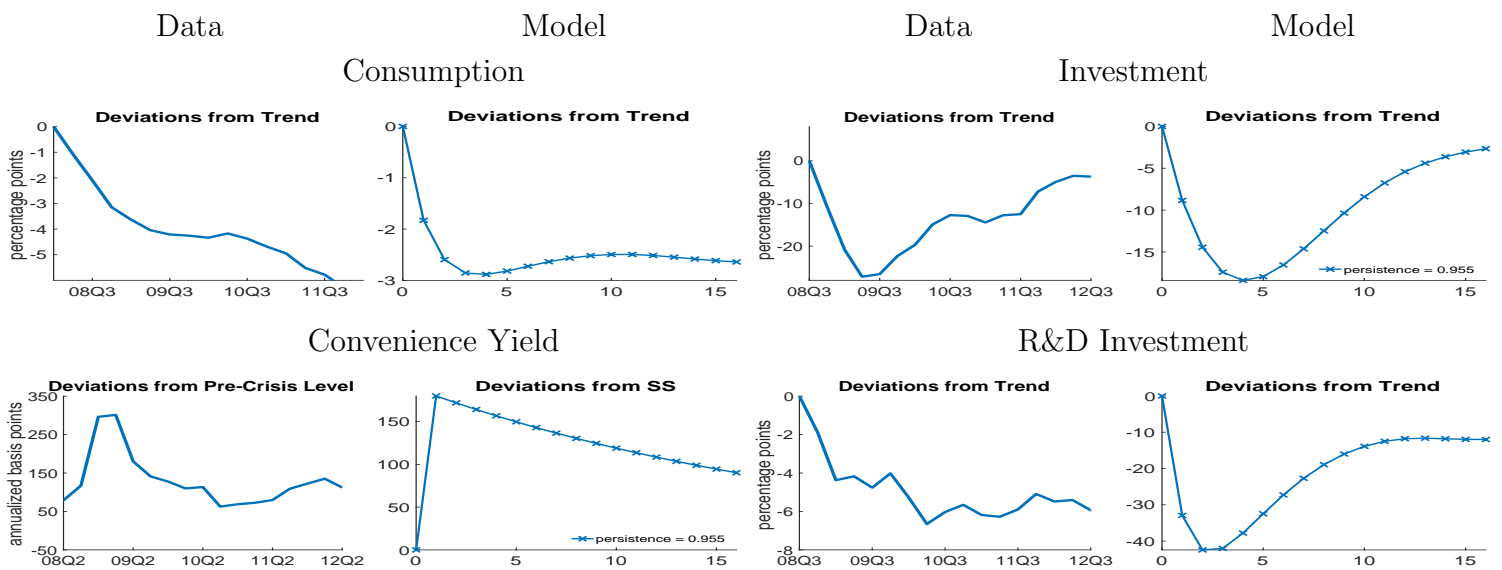 Data Model Data Model
Consumption Investment
Deviations from Trend Deviations from Trend Deviations from Trend Deviations from Trend
percentage points
0
-1
-2
-3
-4
-5
08Q3 09Q3 10Q3 11Q3
0
-1
-2
-3
0 5 10 15
percentage points
0
-10
-20
08Q3 09Q3 10Q3 11Q3 12Q3
0
-5
-10
-15
persistence = 0.955
0 5 10 15
Convenience Yield R&D Investment
Deviations from Pre-Crisis Level Deviations from SS Deviations from Trend Deviations from Trend
annualized basis points
350
250
150
50
-50
08Q2 09Q2 10Q2 11Q2 12Q2
150
100
50
0
persistence = 0.955
0 5 10 15
percentage points
0
-2
-4
-6
-8
08Q3 09Q3 10Q3 11Q3 12Q3
0
-10
-20
-30
-40
0 5 10 15